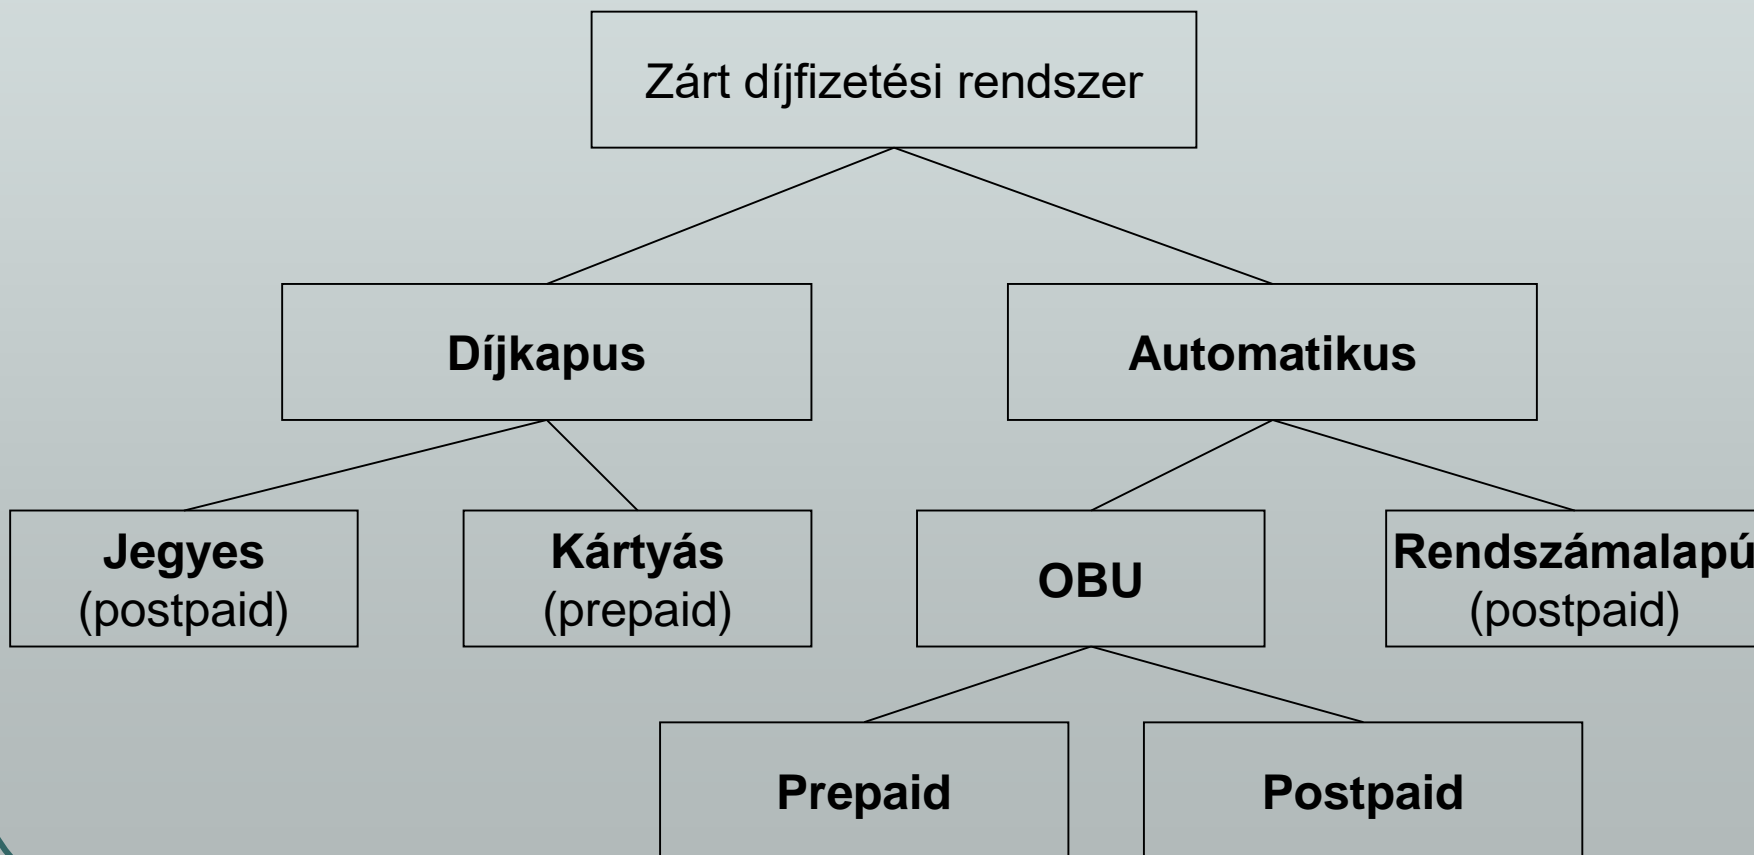 Zárt díjfizetési rendszer
Díjkapus
Automatikus
Jegyes
(postpaid)
Kártyás
(prepaid)
OBU
Rendszámalapú
(postpaid)
Prepaid
Postpaid